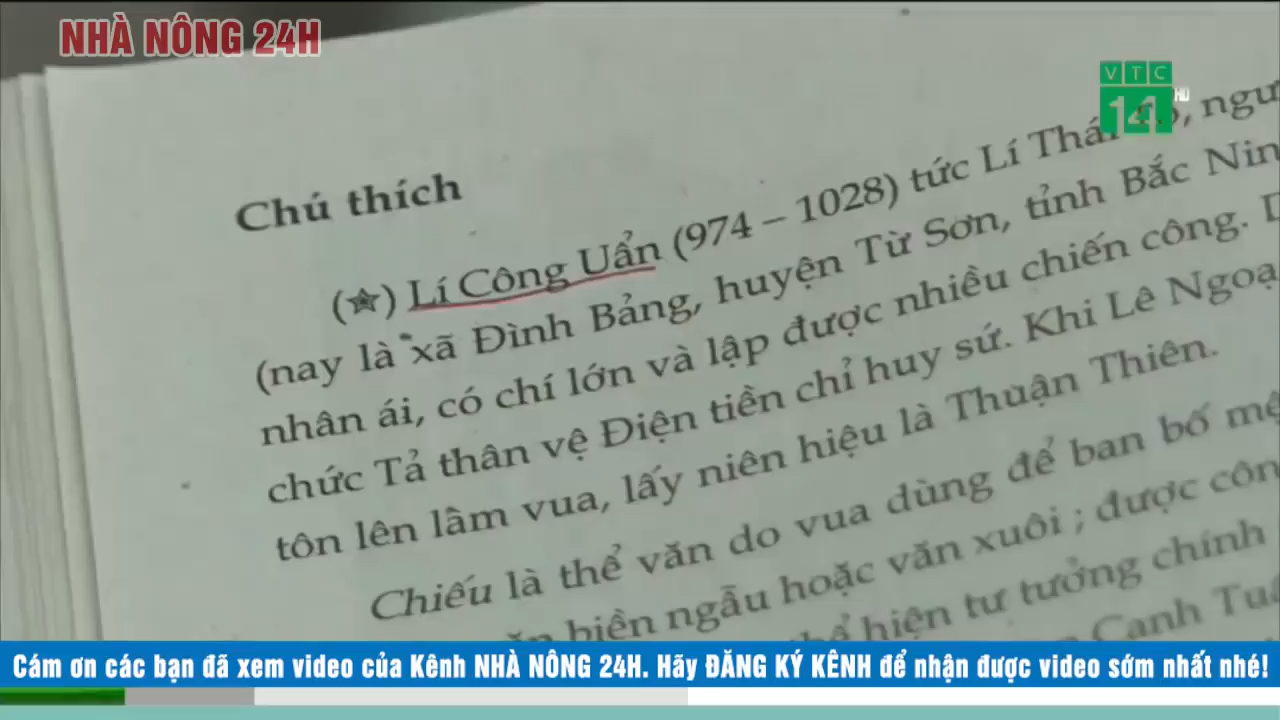 NHÀ NÔNG 24H
VTC
14
HD
Chú thích
(★) Lí Công Uẩn (974 – 1028) tức Lí Thái
(nay là xã Đình Bảng, huyện Từ Sơn, tỉnh Bắc
nhân ái, có chí lớn và lập được nhiều chiến công.
chức Tả thân vệ Điện tiền chỉ huy sứ. Khi Lê
tôn lên làm vua, lấy niên hiệu là Thuận Thiên.
Chiếu là thể văn do vua dùng để ban bố
biền ngẫu hoặc văn xuôi ; được
hiện tư tưởng chính
Canh
Cám ơn các bạn đã xem video của Kênh NHÀ NÔNG 24H. Hãy ĐĂNG KÝ KÊNH để nhận được video sớm nhất nhé!